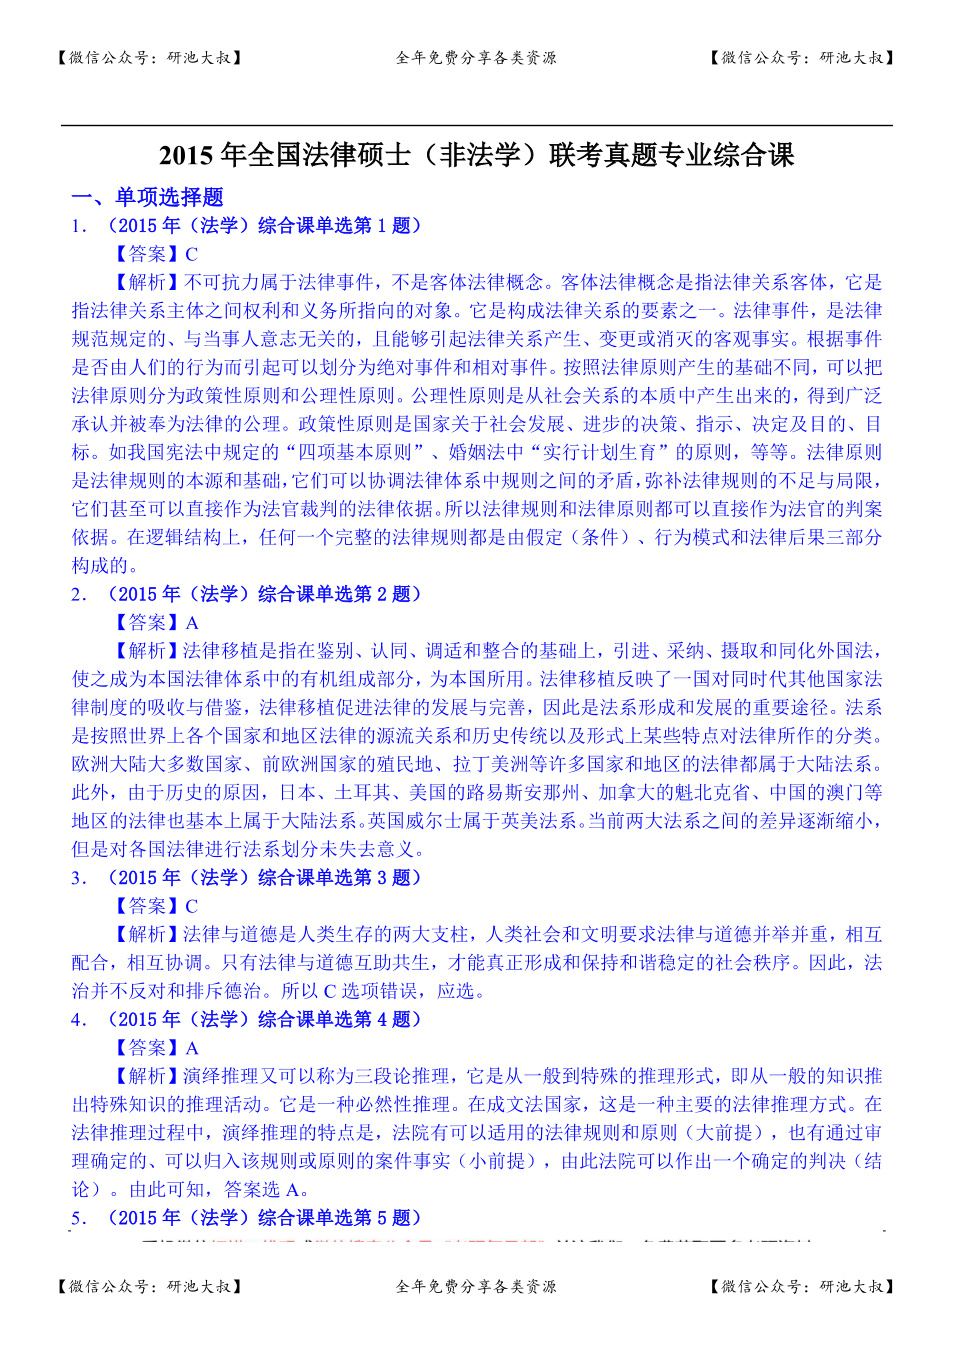 【微信公众号：研池大叔】 全年免费分享各类资源 【微信公众号：研池大叔】
2015 年全国法律硕士（非法学）联考真题专业综合课
一、单项选择题
1．（2015 年（法学）综合课单选第 1 题）
【答案】C
【解析】不可抗力属于法律事件，不是客体法律概念。客体法律概念是指法律关系客体，它是
指法律关系主体之间权利和义务所指向的对象。它是构成法律关系的要素之一。法律事件，是法律
规范规定的、与当事人意志无关的，且能够引起法律关系产生、变更或消灭的客观事实。根据事件
是否由人们的行为而引起可以划分为绝对事件和相对事件。按照法律原则产生的基础不同，可以把
法律原则分为政策性原则和公理性原则。公理性原则是从社会关系的本质中产生出来的，得到广泛
承认并被奉为法律的公理。政策性原则是国家关于社会发展、进步的决策、指示、决定及目的、目
标。如我国宪法中规定的“四项基本原则”、婚姻法中“实行计划生育”的原则，等等。法律原则
是法律规则的本源和基础，它们可以协调法律体系中规则之间的矛盾，弥补法律规则的不足与局限，
它们甚至可以直接作为法官裁判的法律依据。所以法律规则和法律原则都可以直接作为法官的判案
依据。在逻辑结构上，任何一个完整的法律规则都是由假定（条件）、行为模式和法律后果三部分
构成的。
2．（2015 年（法学）综合课单选第 2 题）
【答案】A
【解析】法律移植是指在鉴别、认同、调适和整合的基础上，引进、采纳、摄取和同化外国法，
使之成为本国法律体系中的有机组成部分，为本国所用。法律移植反映了一国对同时代其他国家法
律制度的吸收与借鉴，法律移植促进法律的发展与完善，因此是法系形成和发展的重要途径。法系
是按照世界上各个国家和地区法律的源流关系和历史传统以及形式上某些特点对法律所作的分类。
欧洲大陆大多数国家、前欧洲国家的殖民地、拉丁美洲等许多国家和地区的法律都属于大陆法系。
此外，由于历史的原因，日本、土耳其、美国的路易斯安那州、加拿大的魁北克省、中国的澳门等
地区的法律也基本上属于大陆法系。英国威尔士属于英美法系。当前两大法系之间的差异逐渐缩小，
但是对各国法律进行法系划分未失去意义。
3．（2015 年（法学）综合课单选第 3 题）
【答案】C
【解析】法律与道德是人类生存的两大支柱，人类社会和文明要求法律与道德并举并重，相互
配合，相互协调。只有法律与道德互助共生，才能真正形成和保持和谐稳定的社会秩序。因此，法
治并不反对和排斥德治。所以 C 选项错误，应选。
4．（2015 年（法学）综合课单选第 4 题）
【答案】A
【解析】演绎推理又可以称为三段论推理，它是从一般到特殊的推理形式，即从一般的知识推
出特殊知识的推理活动。它是一种必然性推理。在成文法国家，这是一种主要的法律推理方式。在
法律推理过程中，演绎推理的特点是，法院有可以适用的法律规则和原则（大前提），也有通过审
理确定的、可以归入该规则或原则的案件事实（小前提），由此法院可以作出一个确定的判决（结
论）。由此可知，答案选 A。
5．（2015 年（法学）综合课单选第 5 题）
【微信公众号：研池大叔】 全年免费分享各类资源 【微信公众号：研池大叔】